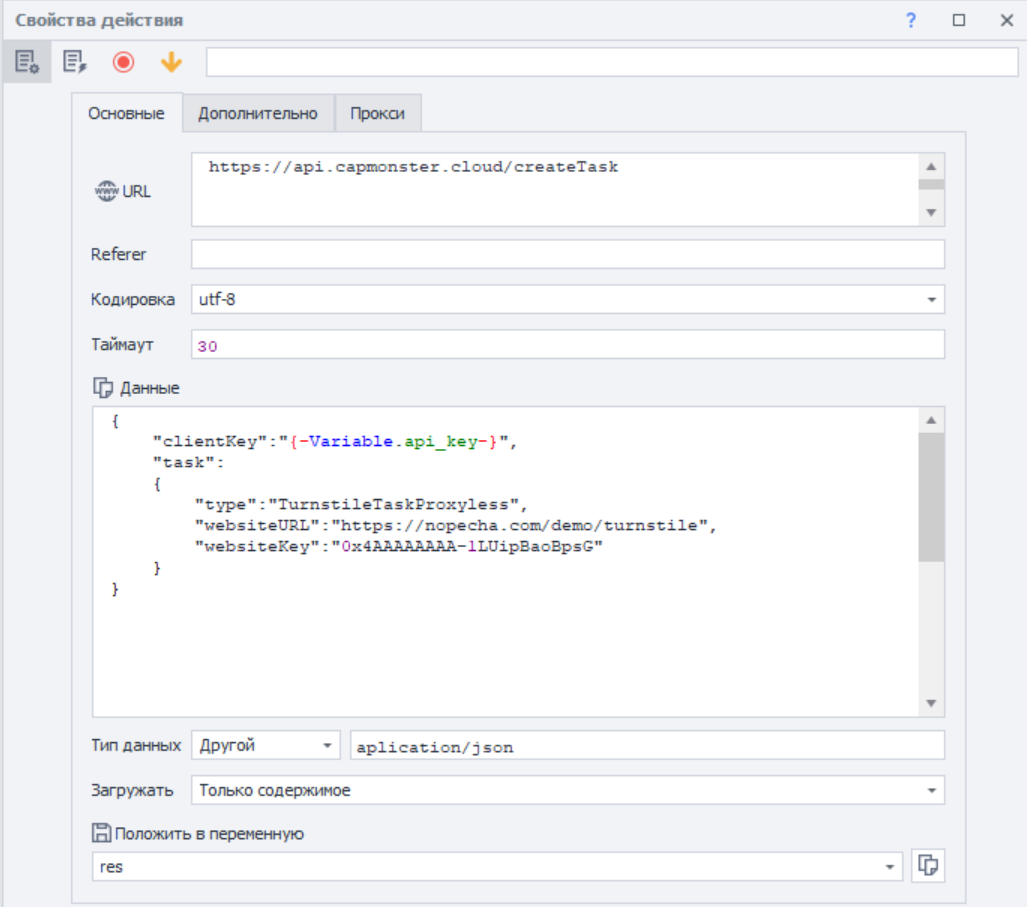 Свойства действия ?
Основные Дополнительно Прокси
www URL https://api.capmonster.cloud/createTask
Referer
Кодировка utf-8
Таймаут 30
Данные
{
"clientKey":"{-Variable.api_key-}",
"task":
{
"type":"TurnstileTaskProxyless",
"websiteURL":"https://nopecha.com/demo/turnstile",
"websiteKey":"0x4AAAAAAAA-1LUipBaoBpsG"
}
}
Тип данных Другой aplication/json
Загружать Только содержимое
Положить в переменную
res